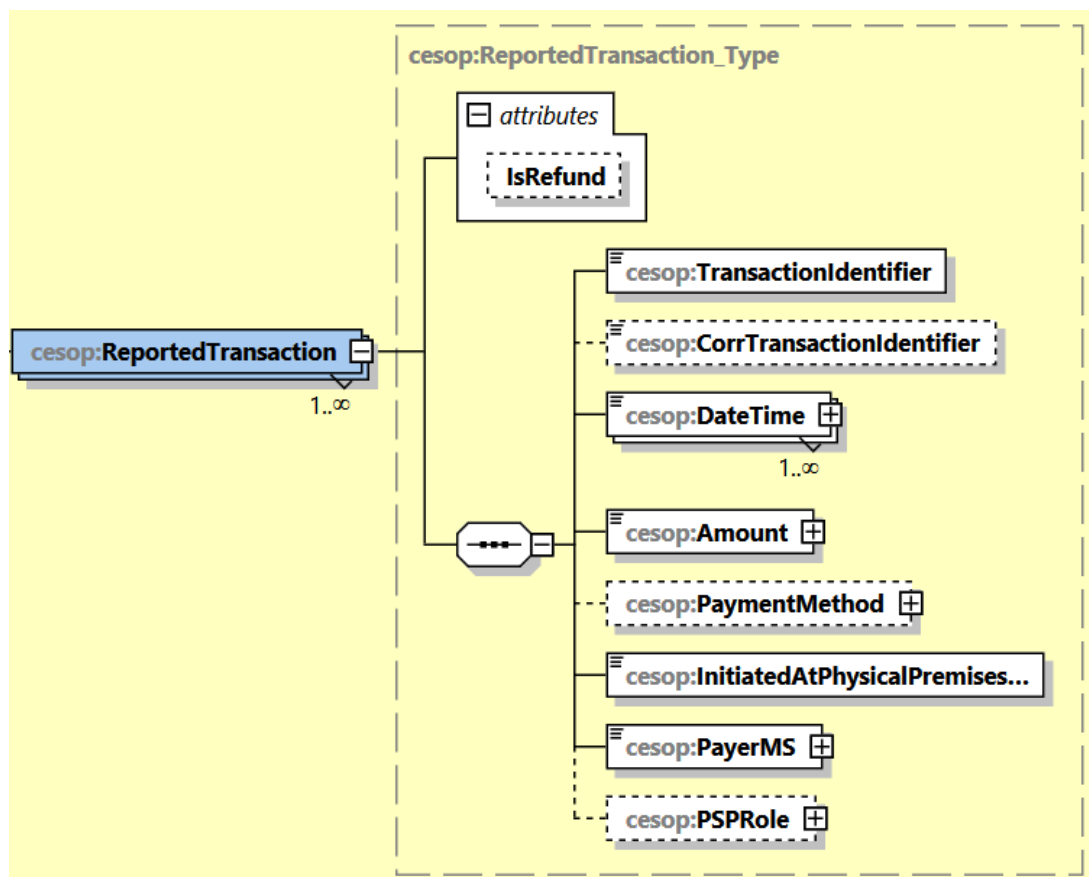 cesop:ReportedTransaction_Type
attributes
IsRefund
cesop:TransactionIdentifier
cesop:CorrTransactionIdentifier
cesop:ReportedTransaction
1..∞
cesop:DateTime
1..∞
cesop:Amount
cesop:PaymentMethod
cesop:InitiatedAtPhysicalPremises...
cesop:PayerMS
cesop:PSPRole